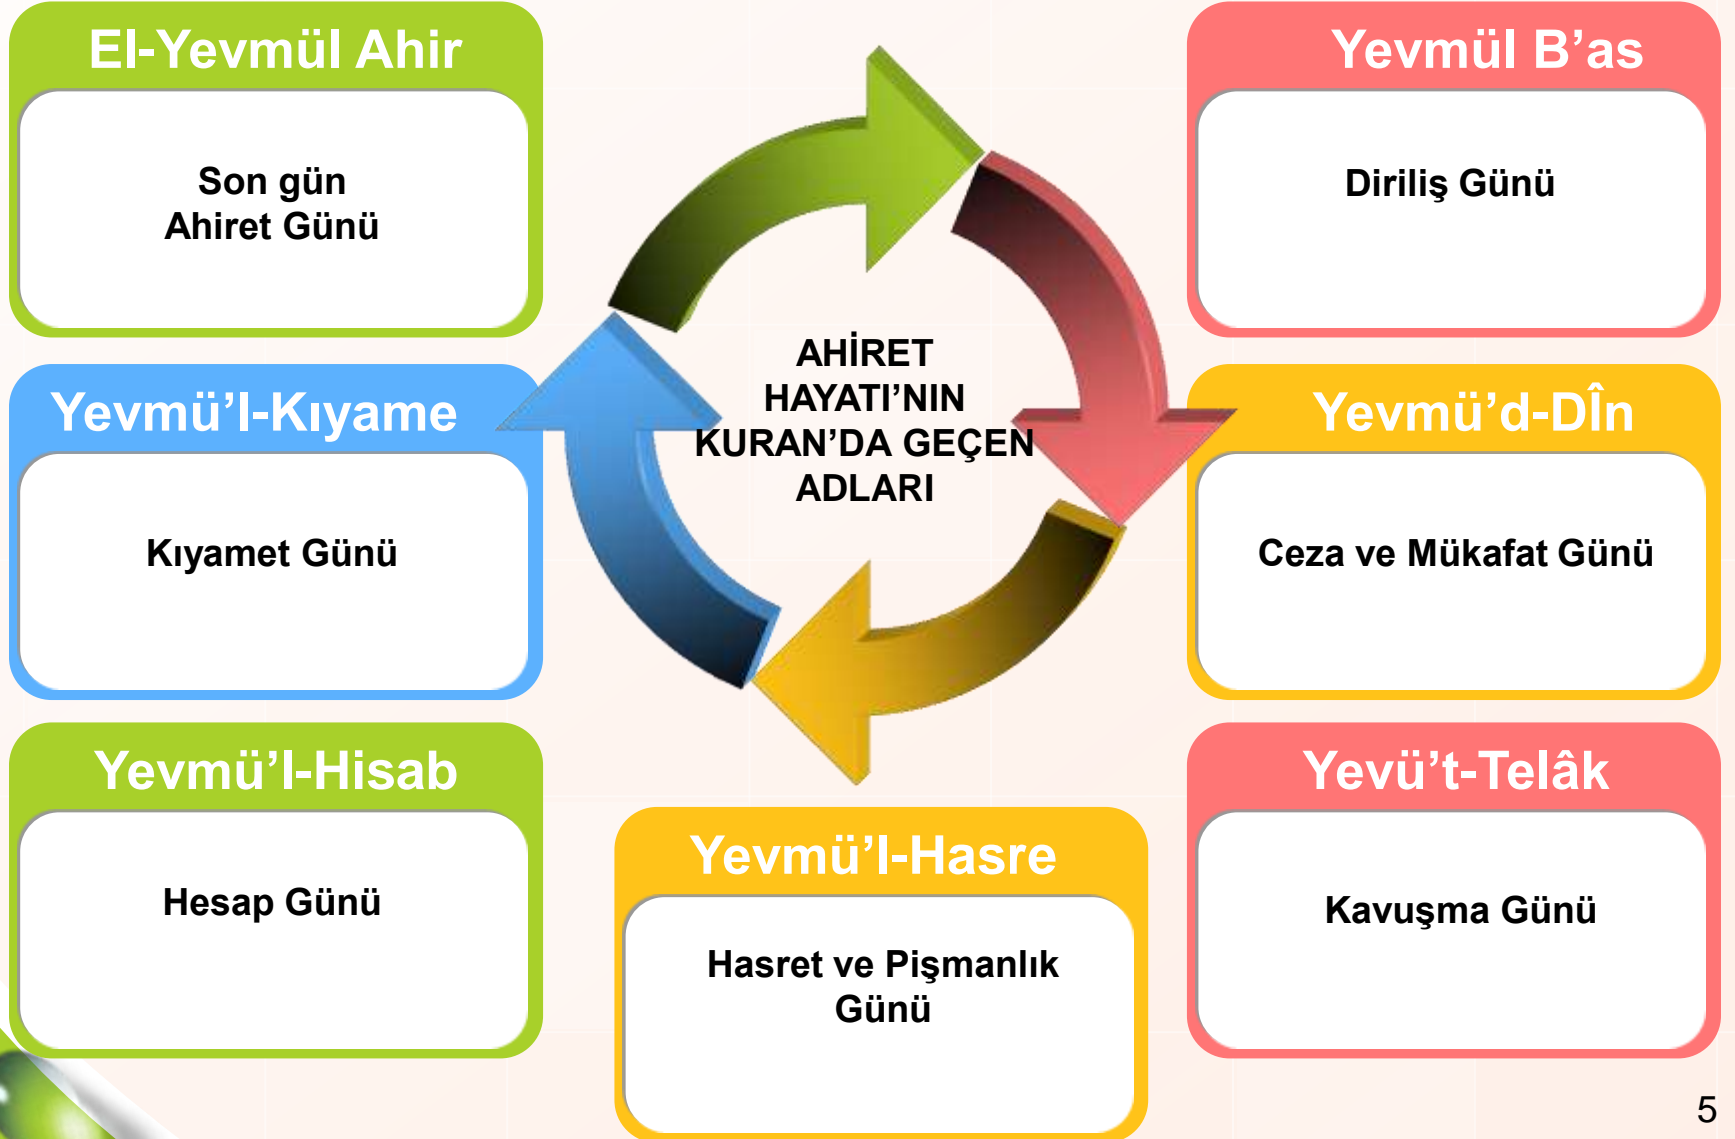 El-Yevmül Ahir
Son gün
Ahiret Günü
Yevmül B’as
Diriliş Günü
AHİRET
HAYATI’NIN
KURAN’DA GEÇEN
ADLARI
Yevmü’l-Kıyame
Kıyamet Günü
Yevmü’d-DÎn
Ceza ve Mükafat Günü
Yevmü’l-Hisab
Hesap Günü
Yevmü’l-Hasre
Hasret ve Pişmanlık
Günü
Yevü’t-Telâk
Kavuşma Günü
5